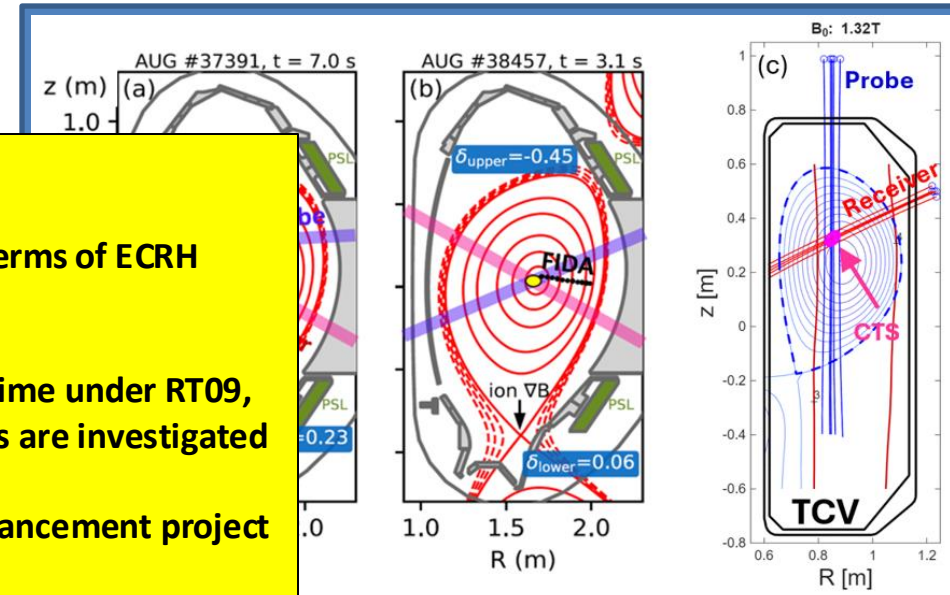 erms of ECRH
ime under RT09,
s are investigated
ancement project
AUG #37391, t = 7.0 s
z (m)
(a)
1.0
PSL
be
PSL
=0.23
.0
AUG #38457, t = 3.1 s
(b)
δupper=-0.45
PSL
FIDA
ion ∇B
PSL
δlower=0.06
1.0 1.5 2.0
R (m)
B₀: 1.32T
(c)
Probe
Receiver
CTS
TCV
z [m]
1
0.8
0.6
0.4
0.2
0
-0.2
-0.4
-0.6
-0.8
3
0.6 0.8 1 1.2
R [m]